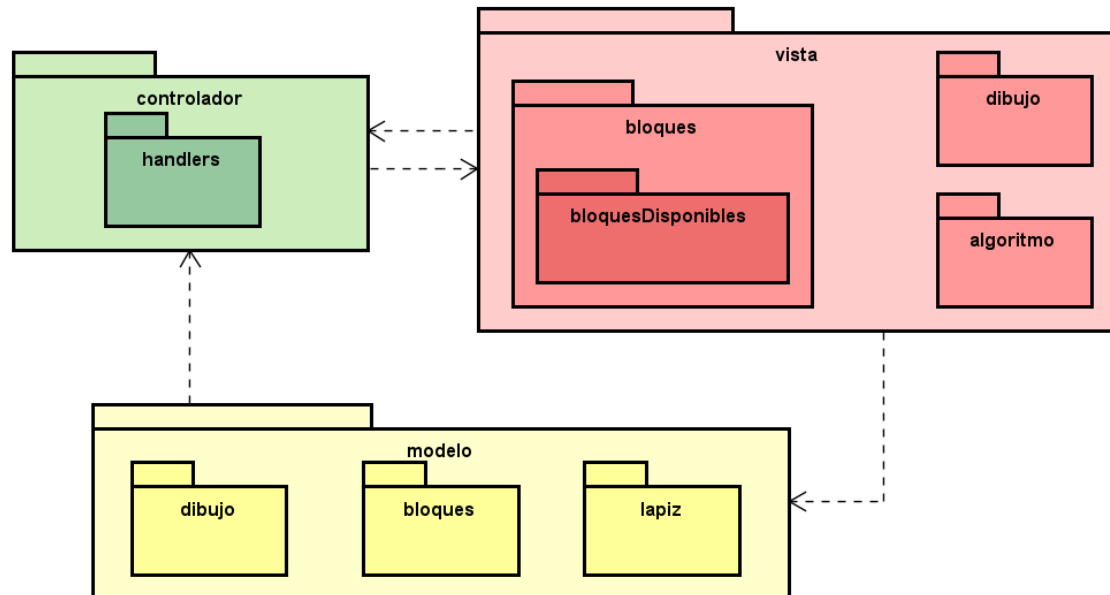 controlador
handlers
vista
bloques
bloquesDisponibles
dibujo
algoritmo
modelo
dibujo
bloques
lapiz